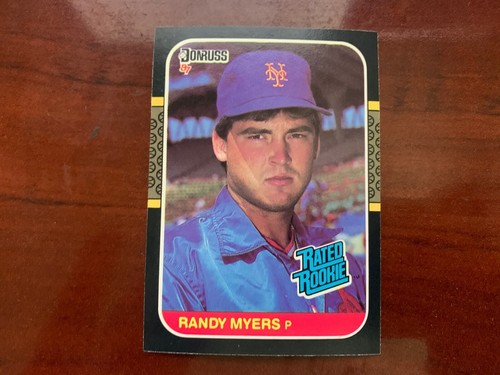 DONRUSS
'87
NY
RATED
ROOKIE
RANDY MYERS P